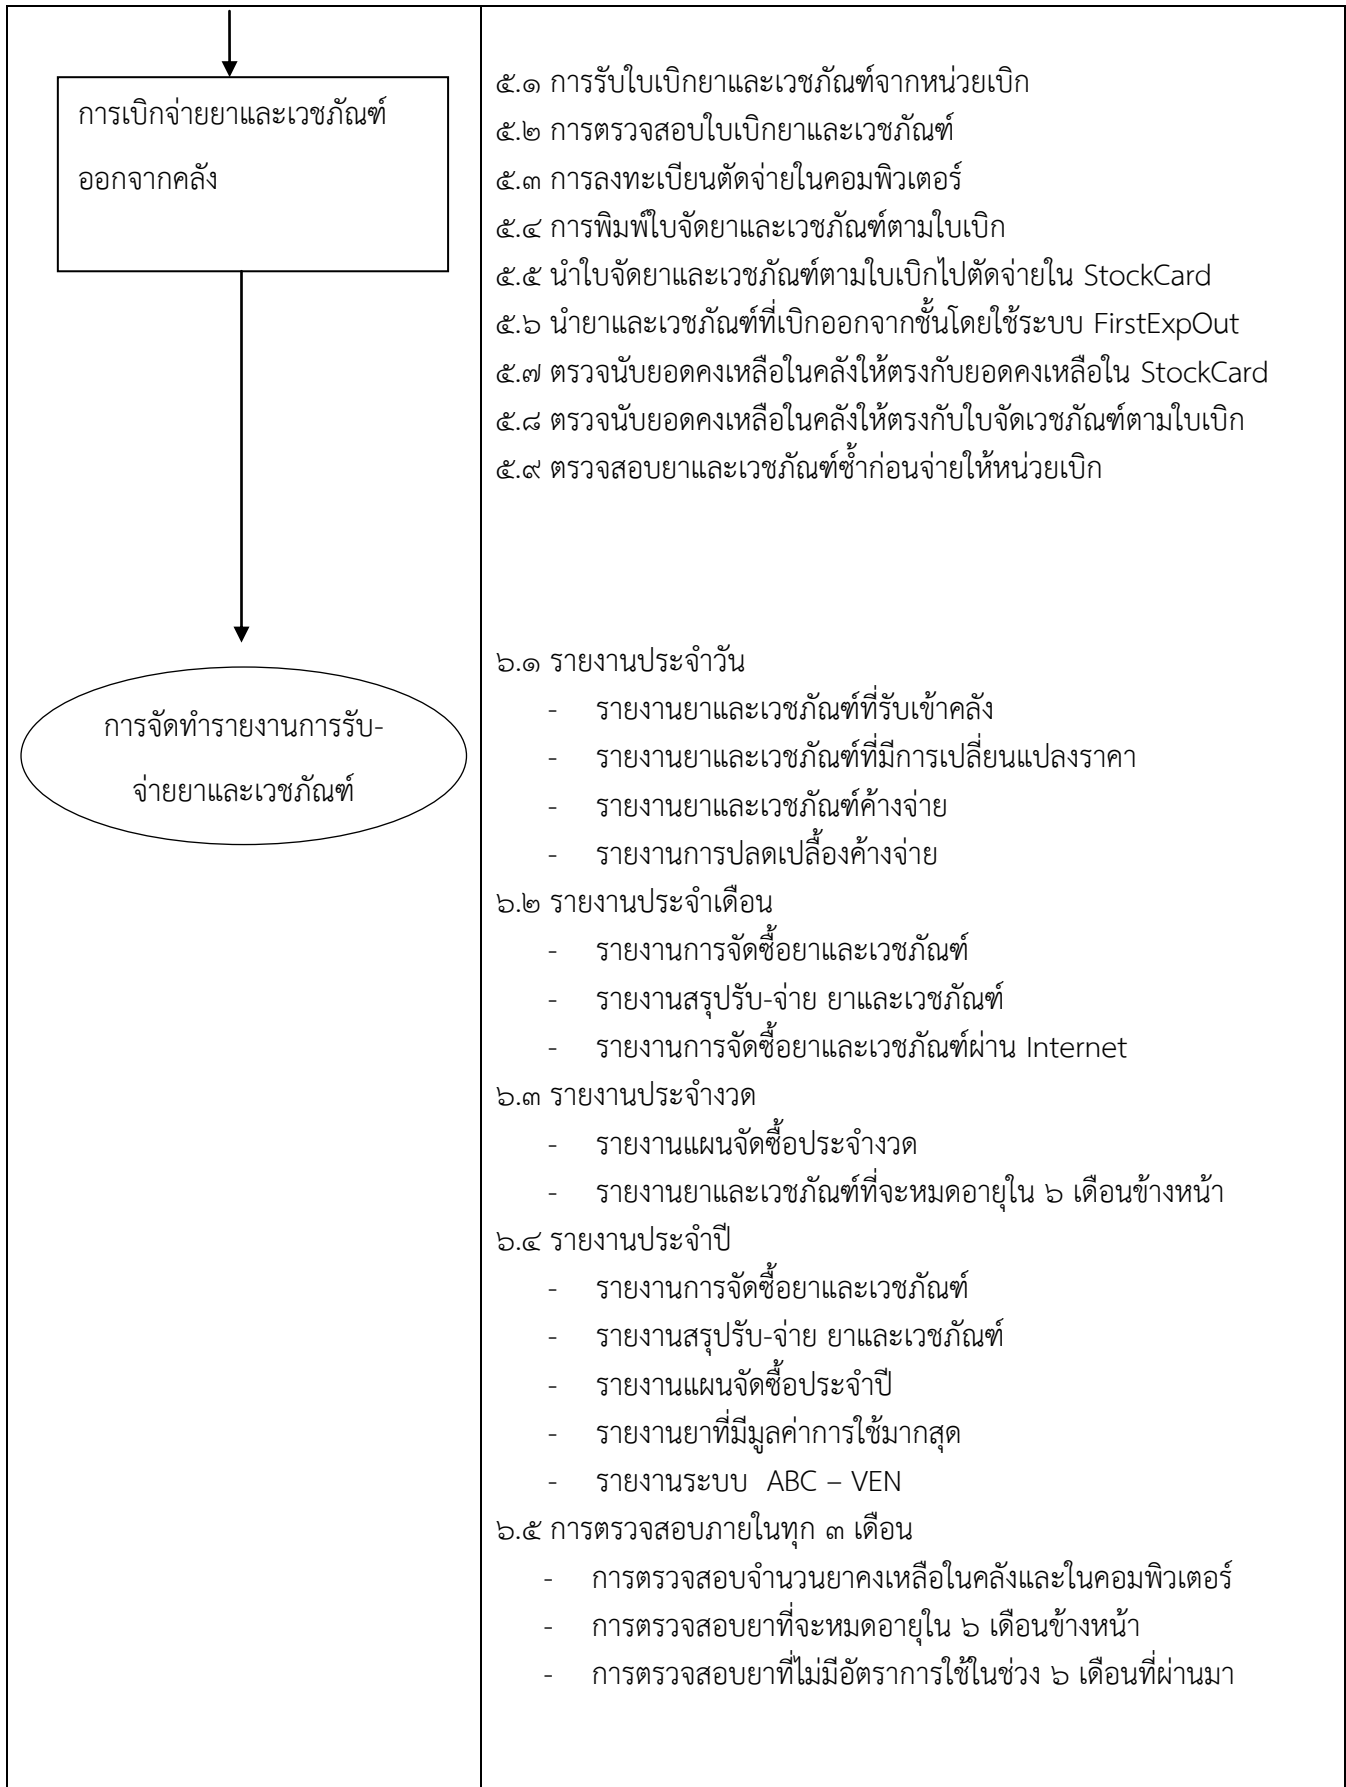 การเบิกจ่ายยาและเวชภัณฑ์
ออกจากคลัง
๕.๑ การรับใบเบิกยาและเวชภัณฑ์จากหน่วยเบิก
๕.๒ การตรวจสอบใบเบิกยาและเวชภัณฑ์
๕.๓ การลงทะเบียนตัดจ่ายในคอมพิวเตอร์
๕.๔ การพิมพ์ใบจัดยาและเวชภัณฑ์ตามใบเบิก
๕.๕ นำใบจัดยาและเวชภัณฑ์ตามใบเบิกไปตัดจ่ายใน StockCard
๕.๖ นำยาและเวชภัณฑ์ที่เบิกออกจากชั้นโดยใช้ระบบ FirstExpOut
๕.๗ ตรวจนับยอดคงเหลือในคลังให้ตรงกับยอดคงเหลือใน StockCard
๕.๘ ตรวจนับยอดคงเหลือในคลังให้ตรงกับใบจัดเวชภัณฑ์ตามใบเบิก
๕.๙ ตรวจสอบยาและเวชภัณฑ์ซ้ำก่อนจ่ายให้หน่วยเบิก
การจัดทำรายงานการรับ-
จ่ายยาและเวชภัณฑ์
๖.๑ รายงานประจำวัน
- รายงานยาและเวชภัณฑ์ที่รับเข้าคลัง
- รายงานยาและเวชภัณฑ์ที่มีการเปลี่ยนแปลงราคา
- รายงานยาและเวชภัณฑ์ค้างจ่าย
- รายงานการปลดเปลื้องค้างจ่าย
๖.๒ รายงานประจำเดือน
- รายงานการจัดซื้อยาและเวชภัณฑ์
- รายงานสรุปรับ-จ่าย ยาและเวชภัณฑ์
- รายงานการจัดซื้อยาและเวชภัณฑ์ผ่าน Internet
๖.๓ รายงานประจำงวด
- รายงานแผนจัดซื้อประจำงวด
- รายงานยาและเวชภัณฑ์ที่จะหมดอายุใน ๖ เดือนข้างหน้า
๖.๔ รายงานประจำปี
- รายงานการจัดซื้อยาและเวชภัณฑ์
- รายงานสรุปรับ-จ่าย ยาและเวชภัณฑ์
- รายงานแผนจัดซื้อประจำปี
- รายงานยาที่มีมูลค่าการใช้มากสุด
- รายงานระบบ ABC – VEN
๖.๕ การตรวจสอบภายในทุก ๓ เดือน
- การตรวจสอบจำนวนยาคงเหลือในคลังและในคอมพิวเตอร์
- การตรวจสอบยาที่จะหมดอายุใน ๖ เดือนข้างหน้า
- การตรวจสอบยาที่ไม่มีอัตราการใช้ในช่วง ๖ เดือนที่ผ่านมา